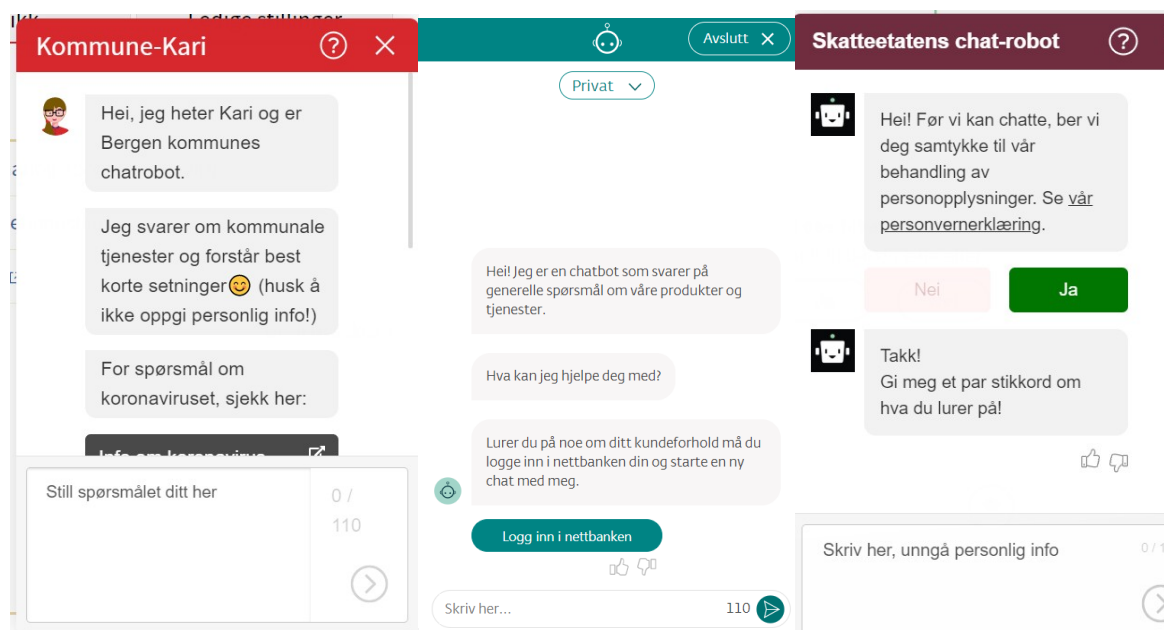 Ledige stillinger
Kommune-Kari
Hei, jeg heter Kari og er
Bergen kommunes
chatrobot.
Jeg svarer om kommunale
tjenester og forstår best
korte setninger😊 (husk å
ikke oppgi personlig info!)
For spørsmål om
koronaviruset, sjekk her:
Info om koronavirus
Still spørsmålet ditt her
0 /
110
Avslutt
Privat
Hei! Jeg er en chatbot som svarer på
generelle spørsmål om våre produkter og
tjenester.
Hva kan jeg hjelpe deg med?
Lurer du på noe om ditt kundeforhold må du
logge inn i nettbanken din og starte en ny
chat med meg.
Logg inn i nettbanken
Skriv her...
110
Skatteetatens chat-robot
Hei! Før vi kan chatte, ber vi
deg samtykke til vår
behandling av
personopplysninger. Se vår
personvernerklæring.
Nei
Ja
Takk!
Gi meg et par stikkord om
hva du lurer på!
Skriv her, unngå personlig info